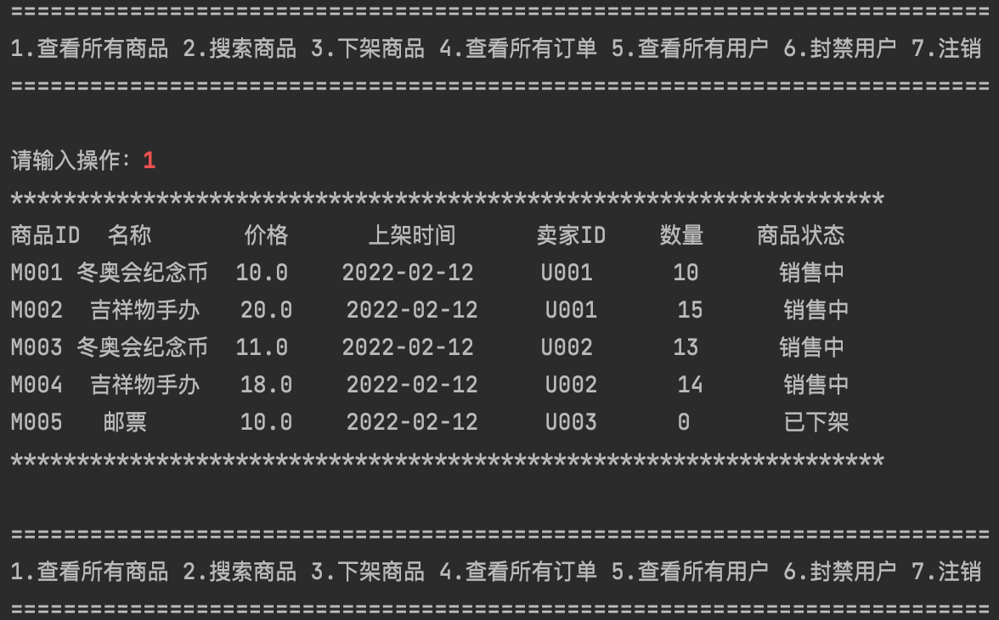 ==========================================================================
1.查看所有商品 2.搜索商品 3.下架商品 4.查看所有订单 5.查看所有用户 6.封禁用户 7.注销
==========================================================================
请输入操作：1
******************************************************************
商品ID 名称 价格 上架时间 卖家ID 数量 商品状态
M001 冬奥会纪念币 10.0 2022-02-12 U001 10 销售中
M002 吉祥物手办 20.0 2022-02-12 U001 15 销售中
M003 冬奥会纪念币 11.0 2022-02-12 U002 13 销售中
M004 吉祥物手办 18.0 2022-02-12 U002 14 销售中
M005 邮票 10.0 2022-02-12 U003 0 已下架
******************************************************************
==========================================================================
1.查看所有商品 2.搜索商品 3.下架商品 4.查看所有订单 5.查看所有用户 6.封禁用户 7.注销
==========================================================================